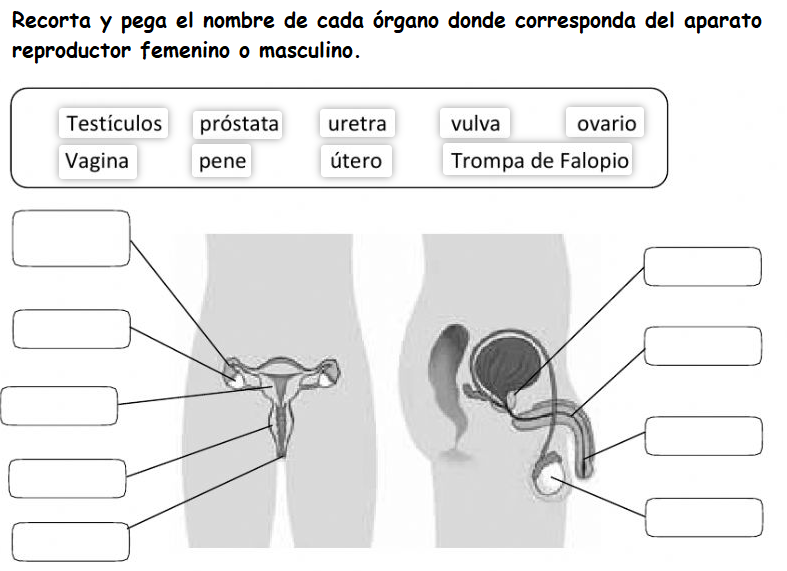 Recorta y pega el nombre de cada órgano donde corresponda del aparato
reproductor femenino o masculino.
Testículos próstata uretra vulva ovario
Vagina pene útero Trompa de Falopio